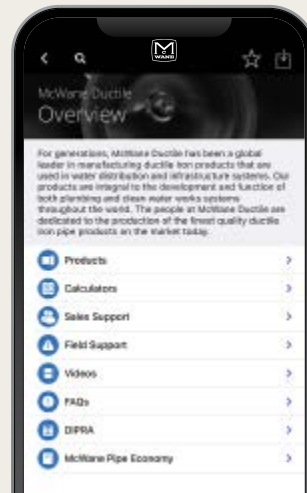 M
McWANE
McWane Ductile
Overview
For generations, McWane Ductile has been a global
leader in manufacturing ductile iron products that are
used in water distribution and infrastructure systems. Our
products are integral to the development and function of
both plumbing and clean water works systems
throughout the world. The people at McWane Ductile are
dedicated to the production of the finest quality ductile
iron pipe products on the market today.
Products
Calculators
Sales Support
Field Support
Videos
FAQs
DIPRA
McWane Pipe Economy